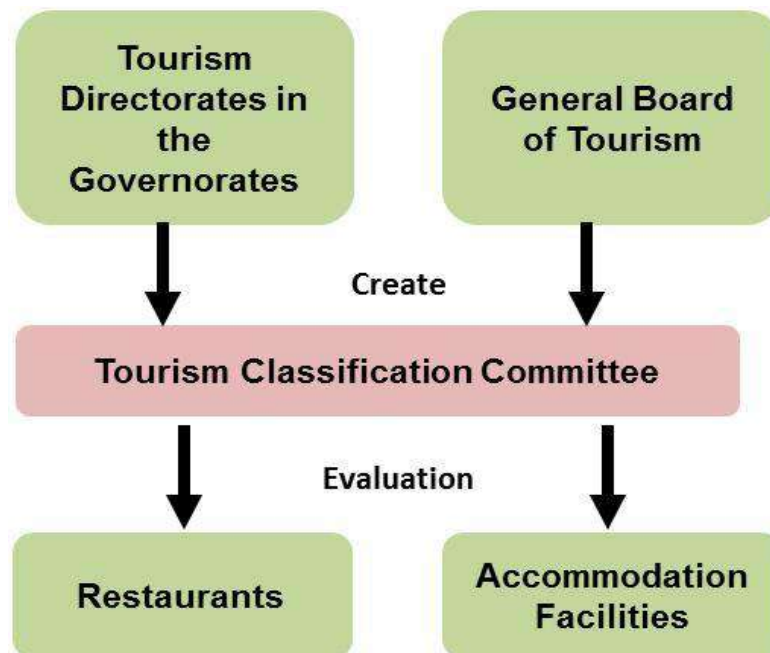 Tourism
Directorates in
the
Governorates
General Board
of Tourism
Create
Tourism Classification Committee
Evaluation
Restaurants
Accommodation
Facilities